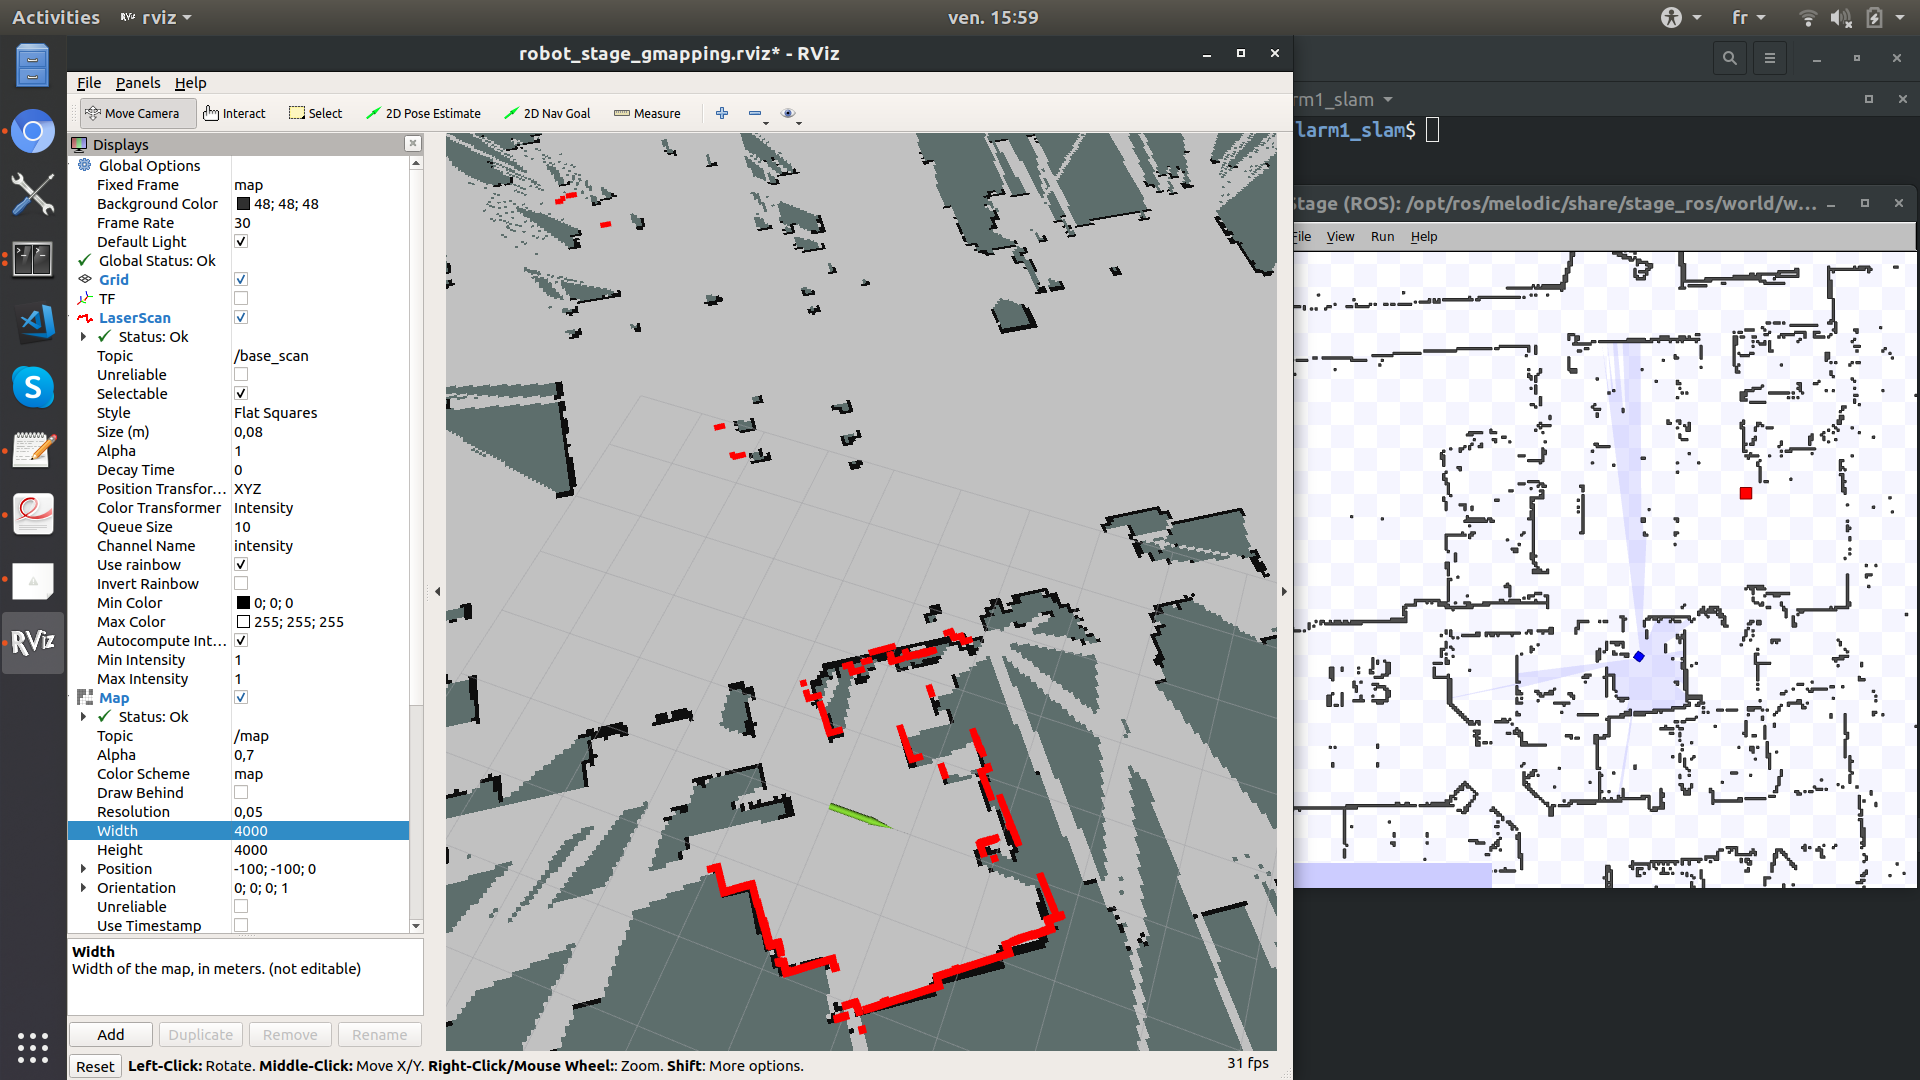 Activities
rviz
ven. 15:59
fr
robot_stage_gmapping.rviz* - RViz
File Panels Help
Move Camera Interact Select 2D Pose Estimate 2D Nav Goal Measure
Displays
Global Options
Fixed Frame map
Background Color 48; 48; 48
Frame Rate 30
Default Light
Global Status: Ok
Grid
TF
LaserScan
Status: Ok
Topic /base_scan
Unreliable
Selectable
Style Flat Squares
Size (m) 0,08
Alpha 1
Decay Time 0
Position Transfor... XYZ
Color Transformer Intensity
Queue Size 10
Channel Name intensity
Use rainbow
Invert Rainbow
Min Color 0; 0; 0
Max Color 255; 255; 255
Autocompute Int...
Min Intensity 1
Max Intensity 1
Map
Status: Ok
Topic /map
Alpha 0,7
Color Scheme map
Draw Behind
Resolution 0,05
Width 4000
Height 4000
Position -100; -100; 0
Orientation 0; 0; 0; 1
Unreliable
Use Timestamp
Width
Width of the map, in meters. (not editable)
Add Duplicate Remove Rename
Reset Left-Click: Rotate. Middle-Click: Move X/Y. Right-Click/Mouse Wheel:: Zoom. Shift: More options.
31 fps
rm1_slam
larm1_slam$
Stage (ROS): /opt/ros/melodic/share/stage_ros/world/w...
File View Run Help
RViz